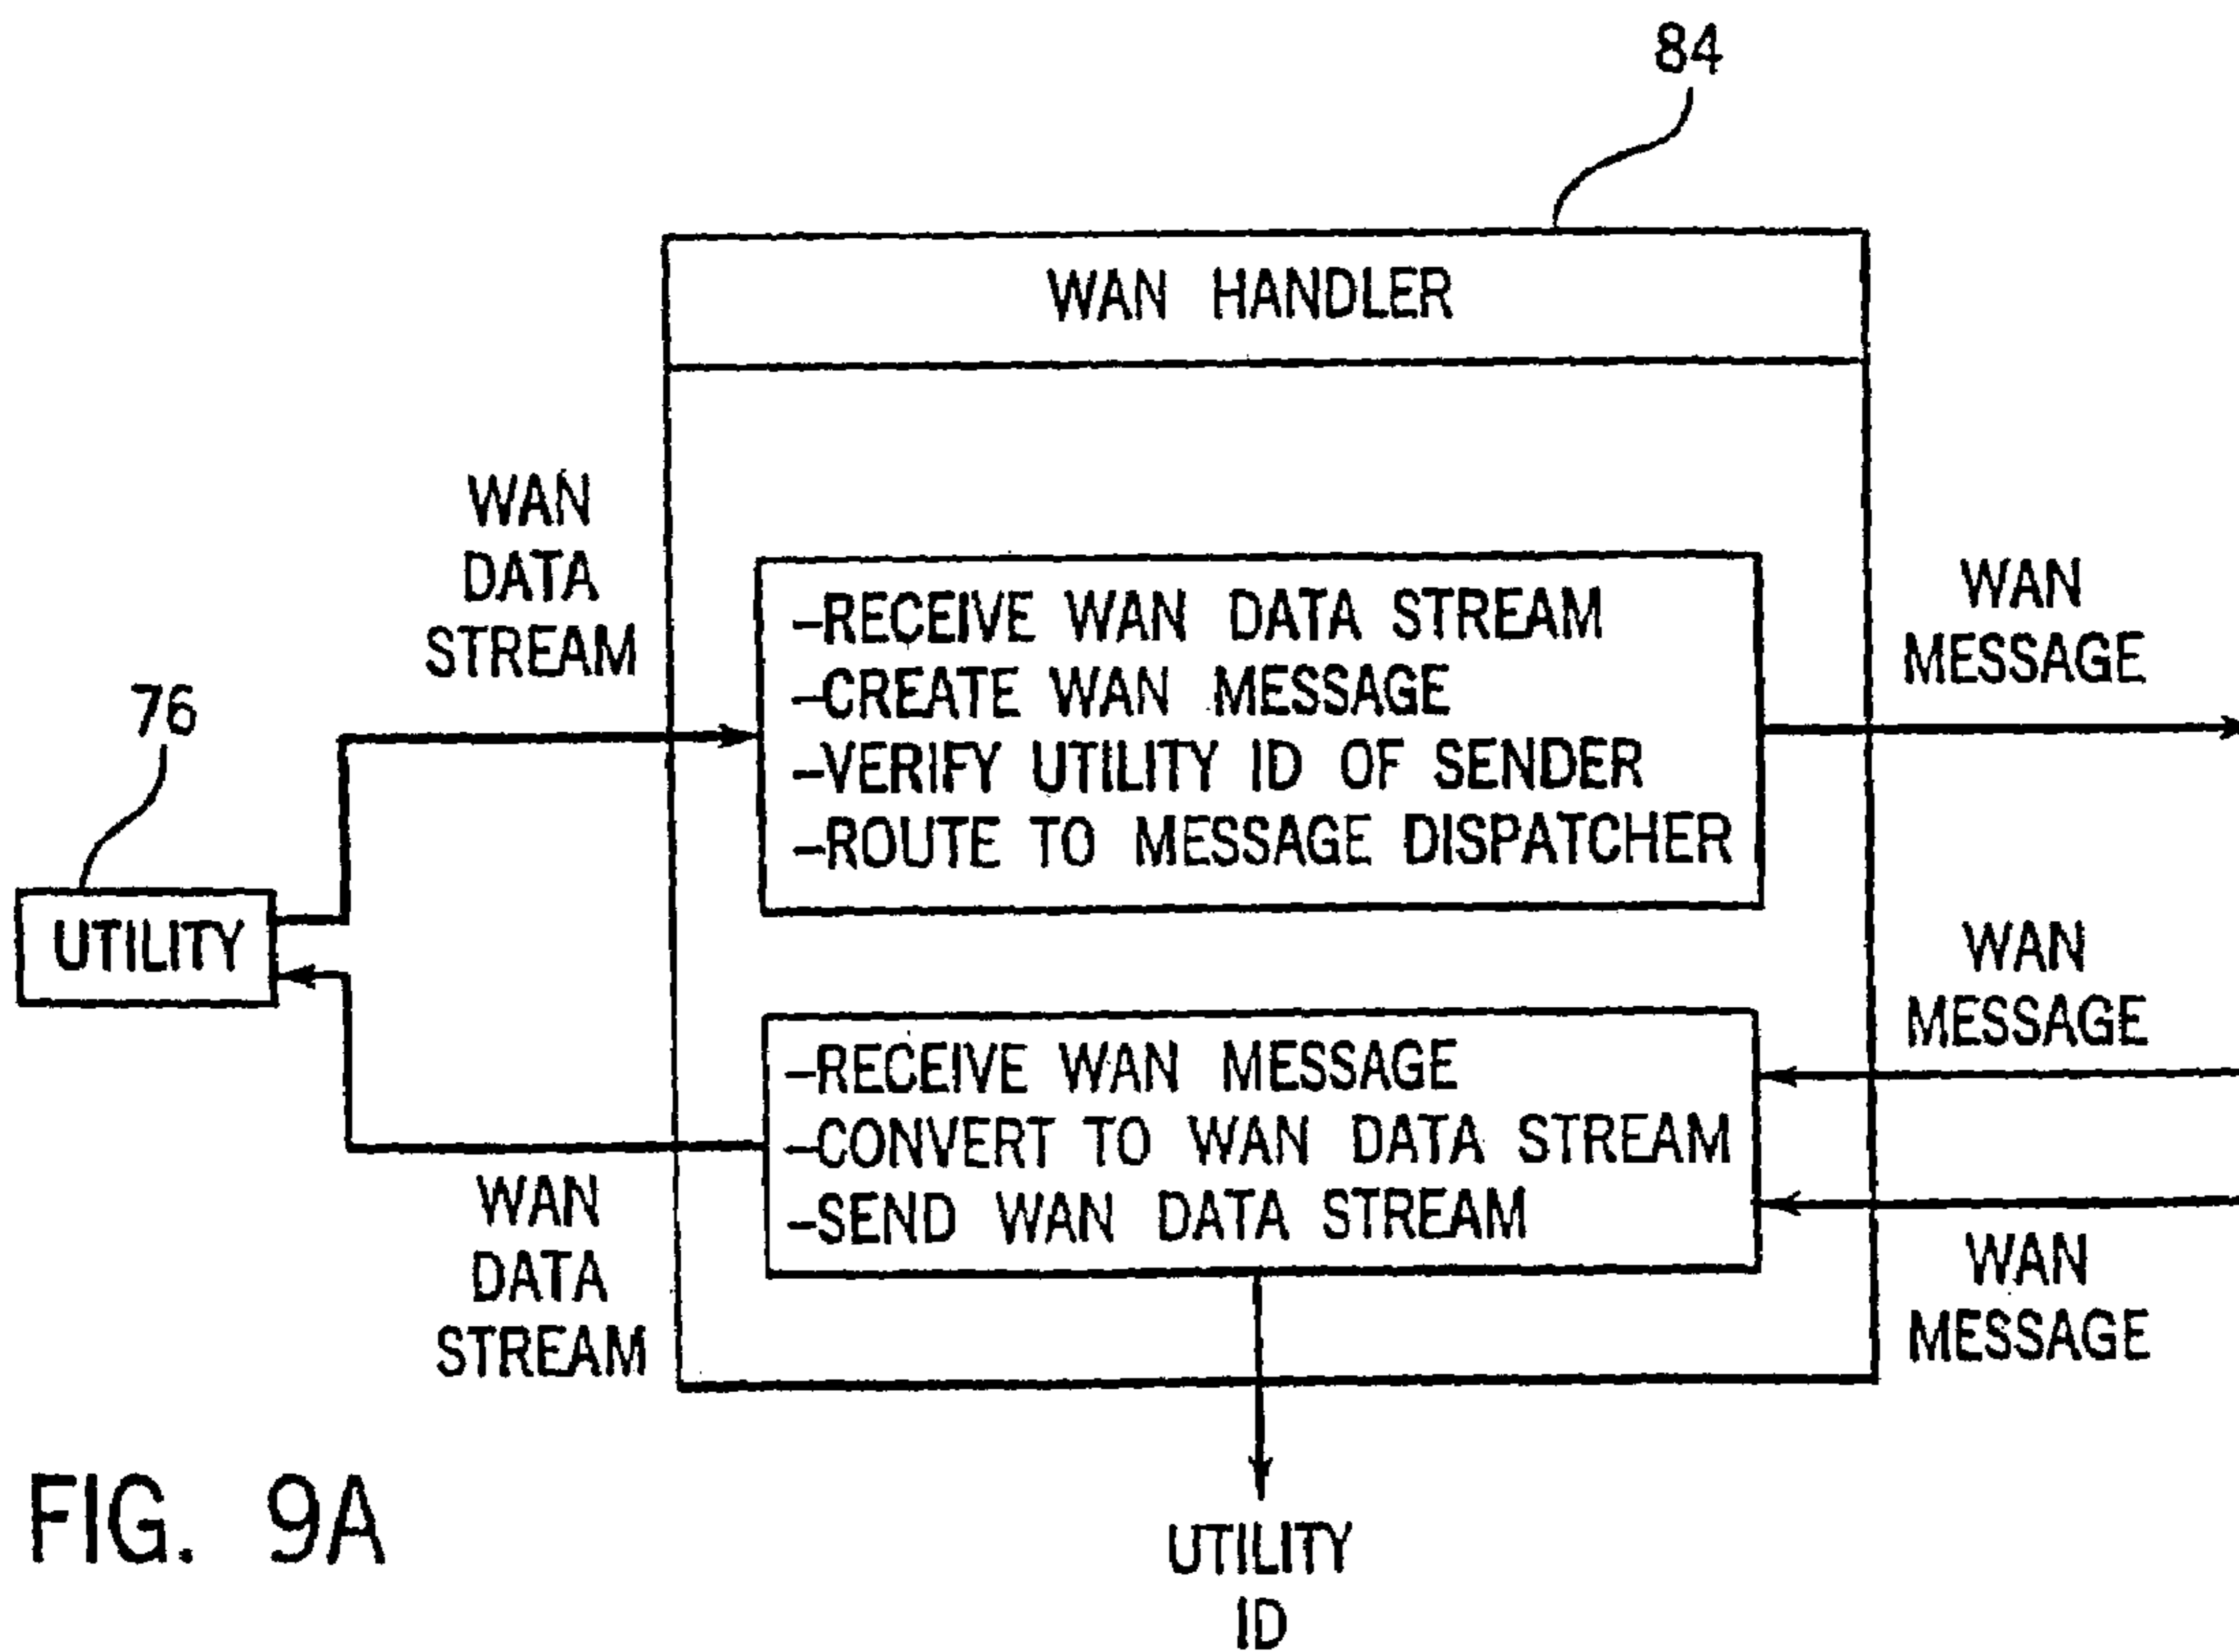 84
WAN HANDLER
WAN
DATA
STREAM
76
UTILITY
-RECEIVE WAN DATA STREAM
-CREATE WAN MESSAGE
-VERIFY UTILITY ID OF SENDER
-ROUTE TO MESSAGE DISPATCHER
WAN
MESSAGE
WAN
MESSAGE
-RECEIVE WAN MESSAGE
-CONVERT TO WAN DATA STREAM
-SEND WAN DATA STREAM
WAN
DATA
STREAM
WAN
MESSAGE
UTILITY
ID
FIG. 9A